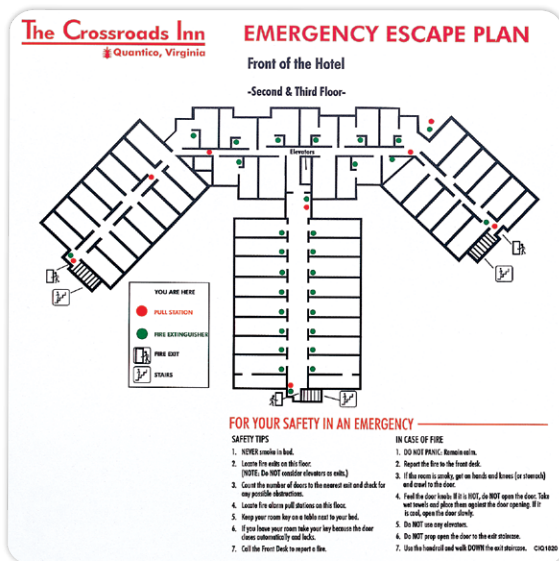 The Crossroads Inn
Quantico, Virginia
EMERGENCY ESCAPE PLAN
Front of the Hotel
-Second & Third Floor-
Elevators
YOU ARE HERE
PULL STATION
FIRE EXTINGUISHER
FIRE EXIT
STAIRS
FOR YOUR SAFETY IN AN EMERGENCY
SAFETY TIPS
1. NEVER smoke in bed.
2. Locate fire exits on this floor.
(NOTE: Do NOT consider elevators as exits.)
3. Count the number of doors to the nearest exit and check for
any possible obstructions.
4. Locate fire alarm pull stations on this floor.
5. Keep your room key on a table next to your bed.
6. If you leave your room take your key because the door
closes automatically and locks.
7. Call the Front Desk to report a fire.
IN CASE OF FIRE
1. DO NOT PANIC: Remain calm.
2. Report the fire to the front desk.
3. If the room is smoky, get on hands and knees (or stomach)
and crawl to the door.
4. Feel the door knob: If it is HOT, do NOT open the door. Take
wet towels and place them against the door opening. If it
is cool, open the door slowly.
5. Do NOT use any elevators.
6. Do NOT prop open the door to the exit staircase.
7. Use the handrail and walk DOWN the exit staircase.
CIG1820